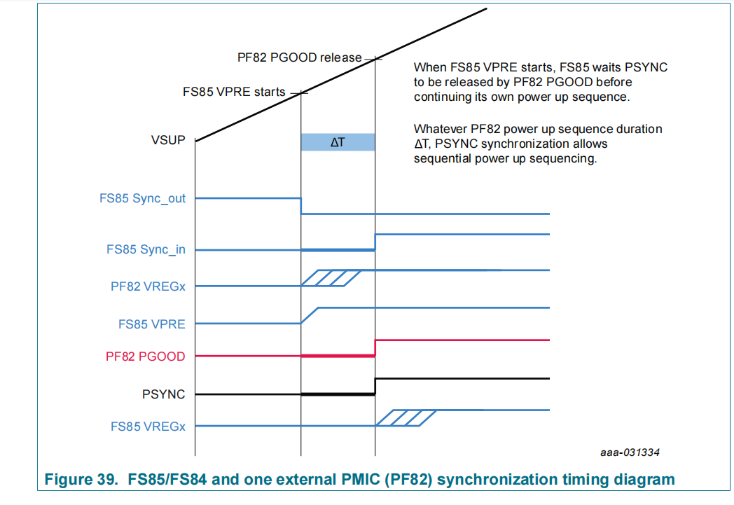 PF82 PGOOD release
When FS85 VPRE starts, FS85 waits PSYNC
to be released by PF82 PGOOD before
continuing its own power up sequence.
FS85 VPRE starts
Whatever PF82 power up sequence duration
ΔT, PSYNC synchronization allows
sequential power up sequencing.
VSUP
ΔT
FS85 Sync_out
FS85 Sync_in
PF82 VREGx
FS85 VPRE
PF82 PGOOD
PSYNC
FS85 VREGx
aaa-031334
Figure 39. FS85/FS84 and one external PMIC (PF82) synchronization timing diagram